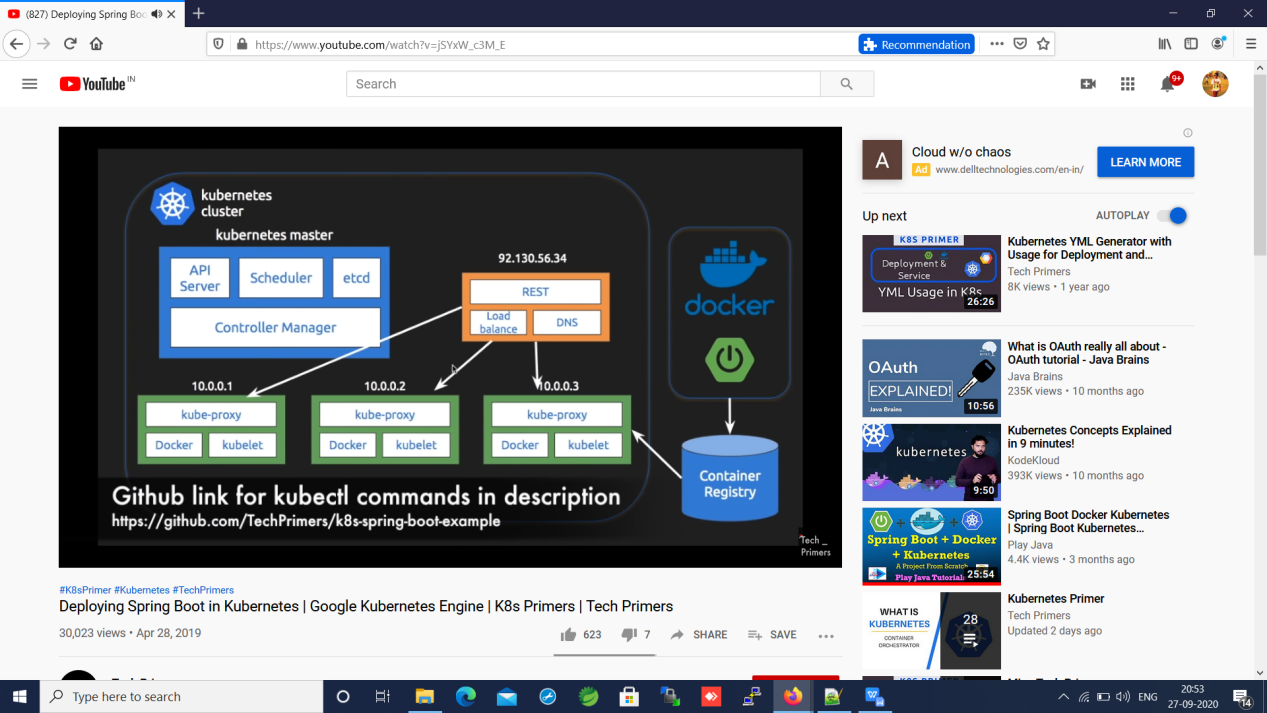 (827) Deploying Spring Boo
https://www.youtube.com/watch?v=jSYxW_c3M_E
Recommendation
YouTube IN
Search
9+
kubernetes
cluster
kubernetes master
API
Server
Scheduler
etcd
Controller Manager
92.130.56.34
REST
Load
balance
DNS
docker
10.0.0.1
10.0.0.2
10.0.0.3
kube-proxy
kube-proxy
kube-proxy
Docker
kubelet
Docker
kubelet
Docker
kubelet
Container
Registry
Github link for kubectl commands in description
https://github.com/TechPrimers/k8s-spring-boot-example
Tech _
Primers
#K8sPrimer #Kubernetes #TechPrimers
Deploying Spring Boot in Kubernetes | Google Kubernetes Engine | K8s Primers | Tech Primers
30,023 views • Apr 28, 2019
623
7
SHARE
SAVE
A
Cloud w/o chaos
Ad www.delltechnologies.com/en-in/
LEARN MORE
Up next
AUTOPLAY
K8S PRIMER
Deployment &
Service
YML Usage in K8s
26:26
Kubernetes YML Generator with
Usage for Deployment and...
Tech Primers
8K views • 1 year ago
OAuth
EXPLAINED!
Java Brains
10:56
What is OAuth really all about -
OAuth tutorial - Java Brains
Java Brains
235K views • 10 months ago
kubernetes
9:50
Kubernetes Concepts Explained
in 9 minutes!
KodeKloud
393K views • 10 months ago
Spring Boot + Docker
+ Kubernetes
A Project From Scratch
Play Java Tutorial
25:54
Spring Boot Docker Kubernetes
| Spring Boot Kubernetes...
Play Java
4.4K views • 3 months ago
WHAT IS
KUBERNETES
CONTAINER
ORCHESTRATOR
28
Kubernetes Primer
Tech Primers
Updated 2 days ago
Type here to search
ENG
20:53
27-09-2020
14